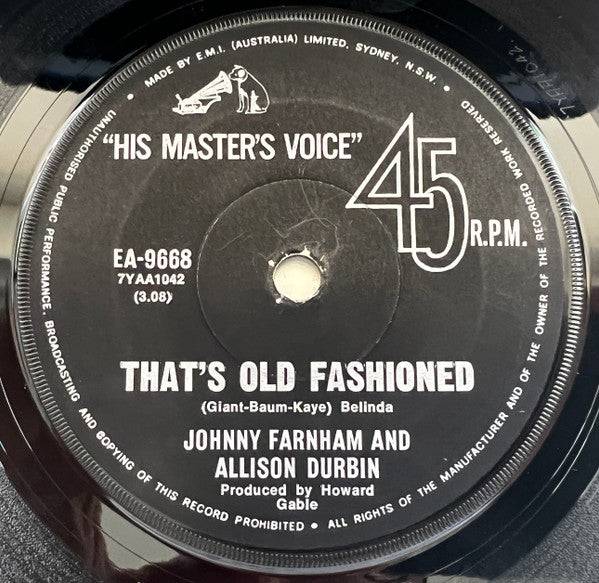 • MADE BY E.M.I. (AUSTRALIA) LIMITED. SYDNEY, N.S.W. •
"HIS MASTER'S VOICE"
45
R.P.M.
EA-9668
7YAA1042
(3.08)
THAT'S OLD FASHIONED
(Giant-Baum-Kaye) Belinda
JOHNNY FARNHAM AND
ALLISON DURBIN
Produced by Howard
Gable
UNAUTHORISED PUBLIC PERFORMANCE, BROADCASTING AND COPYING OF THIS RECORD PROHIBITED • ALL RIGHTS OF THE MANUFACTURER AND OF THE OWNER OF THE RECORDED WORK RESERVED